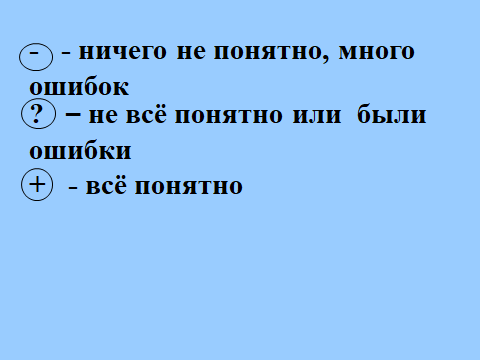 - - ничего не понятно, много
ошибок
? – не всё понятно или были
ошибки
+ - всё понятно